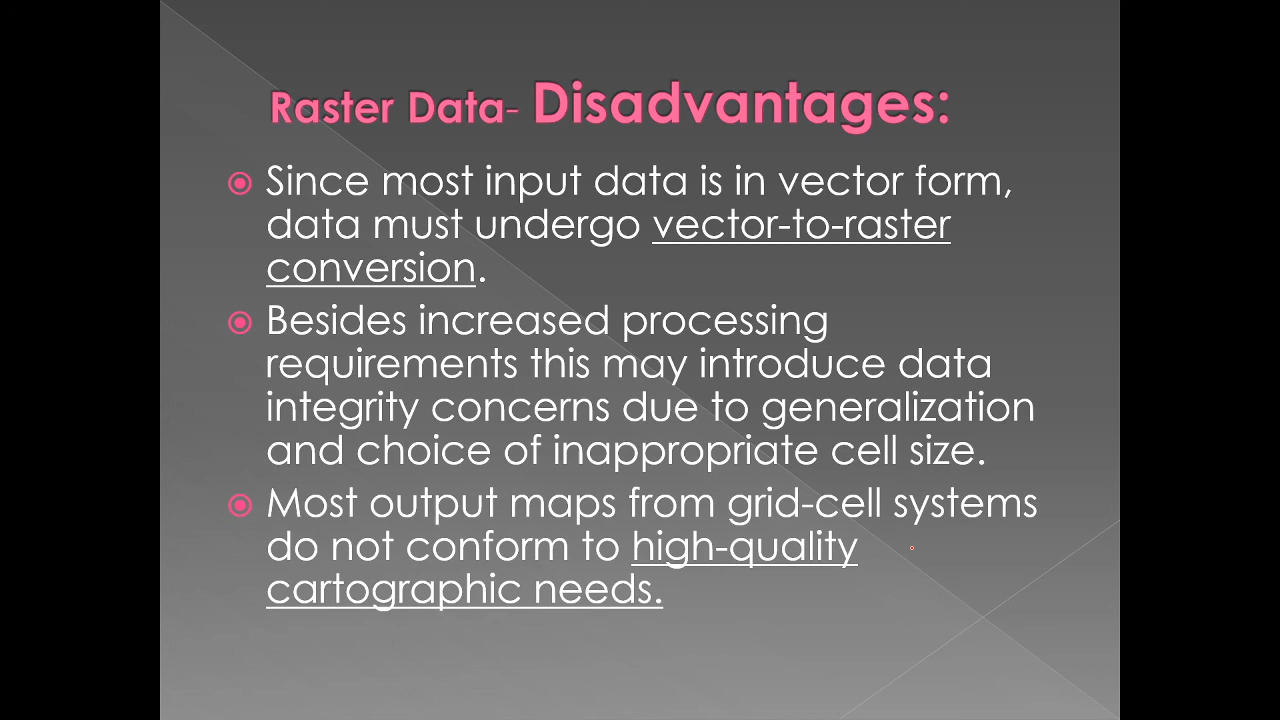 Raster Data- Disadvantages:
Since most input data is in vector form,
data must undergo vector-to-raster
conversion.
Besides increased processing
requirements this may introduce data
integrity concerns due to generalization
and choice of inappropriate cell size.
Most output maps from grid-cell systems
do not conform to high-quality
cartographic needs.